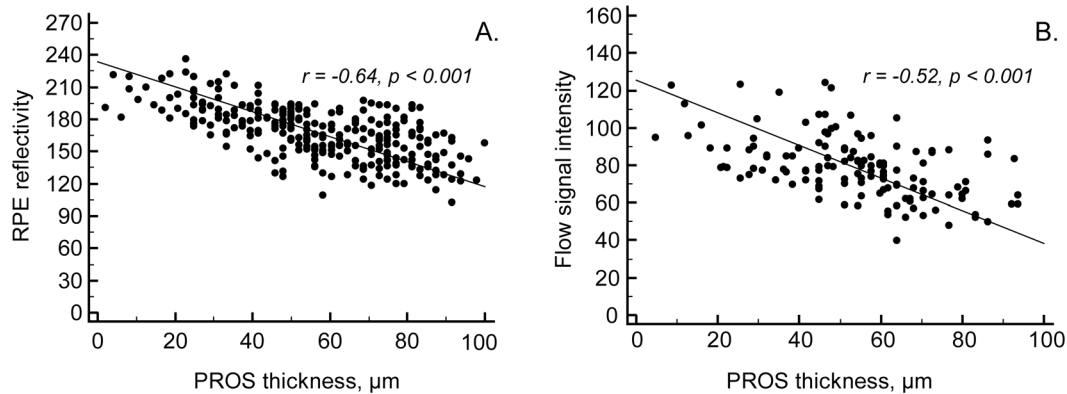 A.
r = -0.64, p < 0.001
RPE reflectivity
270
240
210
180
150
120
90
60
30
0
0 20 40 60 80 100
PROS thickness, µm
B.
r = -0.52, p < 0.001
Flow signal intensity
160
140
120
100
80
60
40
20
0
0 20 40 60 80 100
PROS thickness, µm